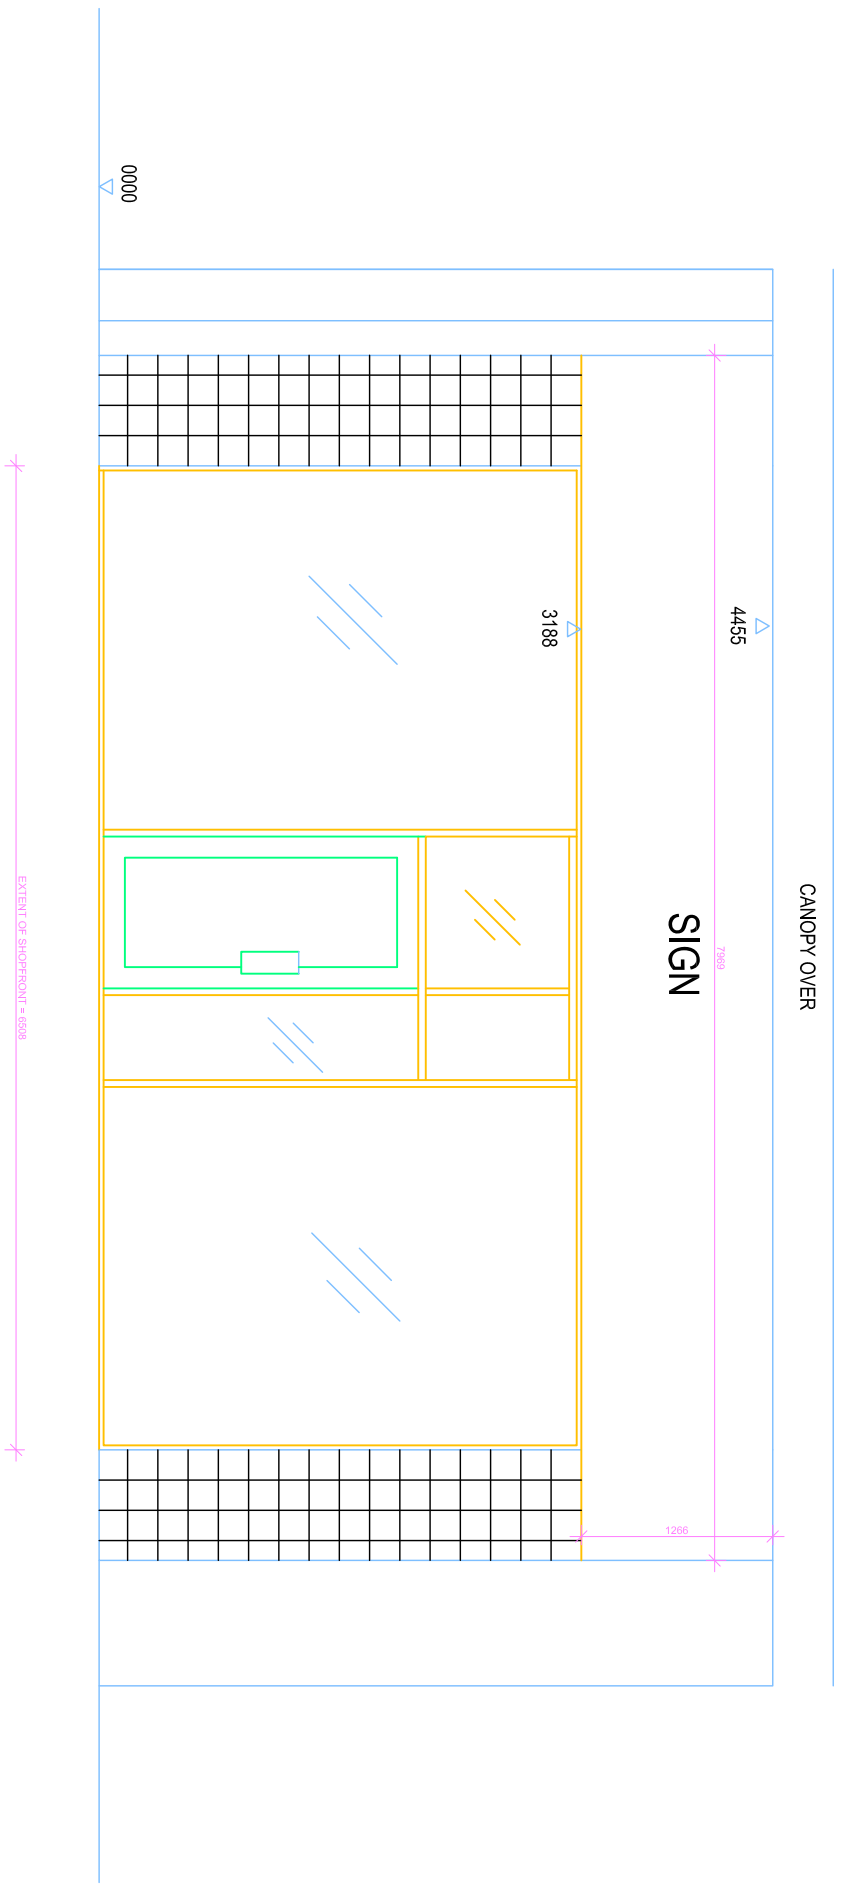 CANOPY OVER
4455
7969
SIGN
1266
3188
0000
EXTENT OF SHOPFRONT = 6508